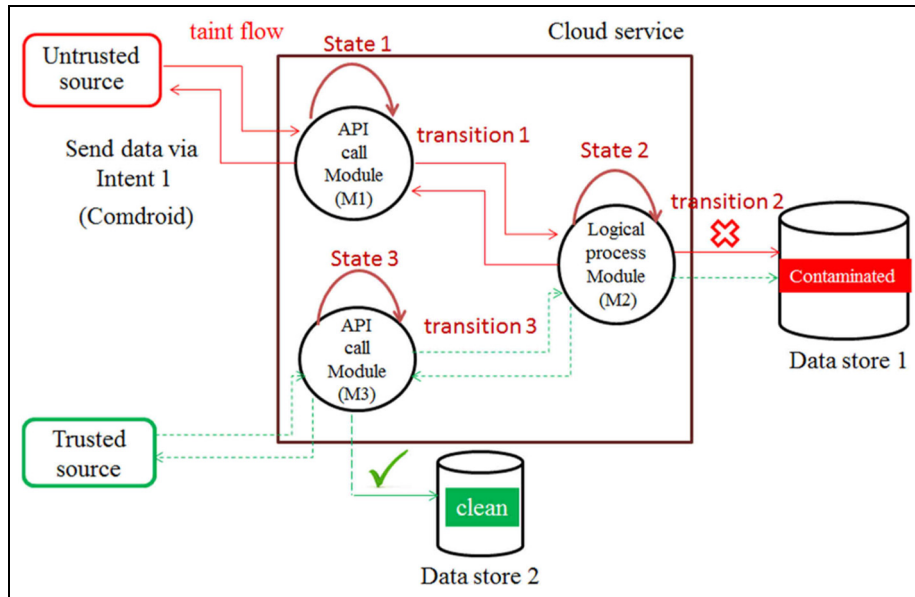 taint flow
Cloud service
Untrusted
source
State 1
API
call
Module
(M1)
transition 1
Send data via
Intent 1
(Comdroid)
State 2
Logical
process
Module
(M2)
transition 2
Contaminated
Data store 1
State 3
API
call
Module
(M3)
transition 3
Trusted
source
clean
Data store 2